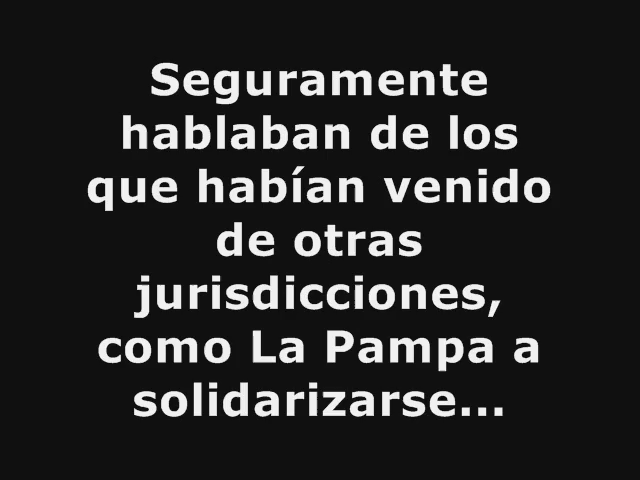 Seguramente
hablaban de los
que habían venido
de otras
jurisdicciones,
como La Pampa a
solidarizarse...